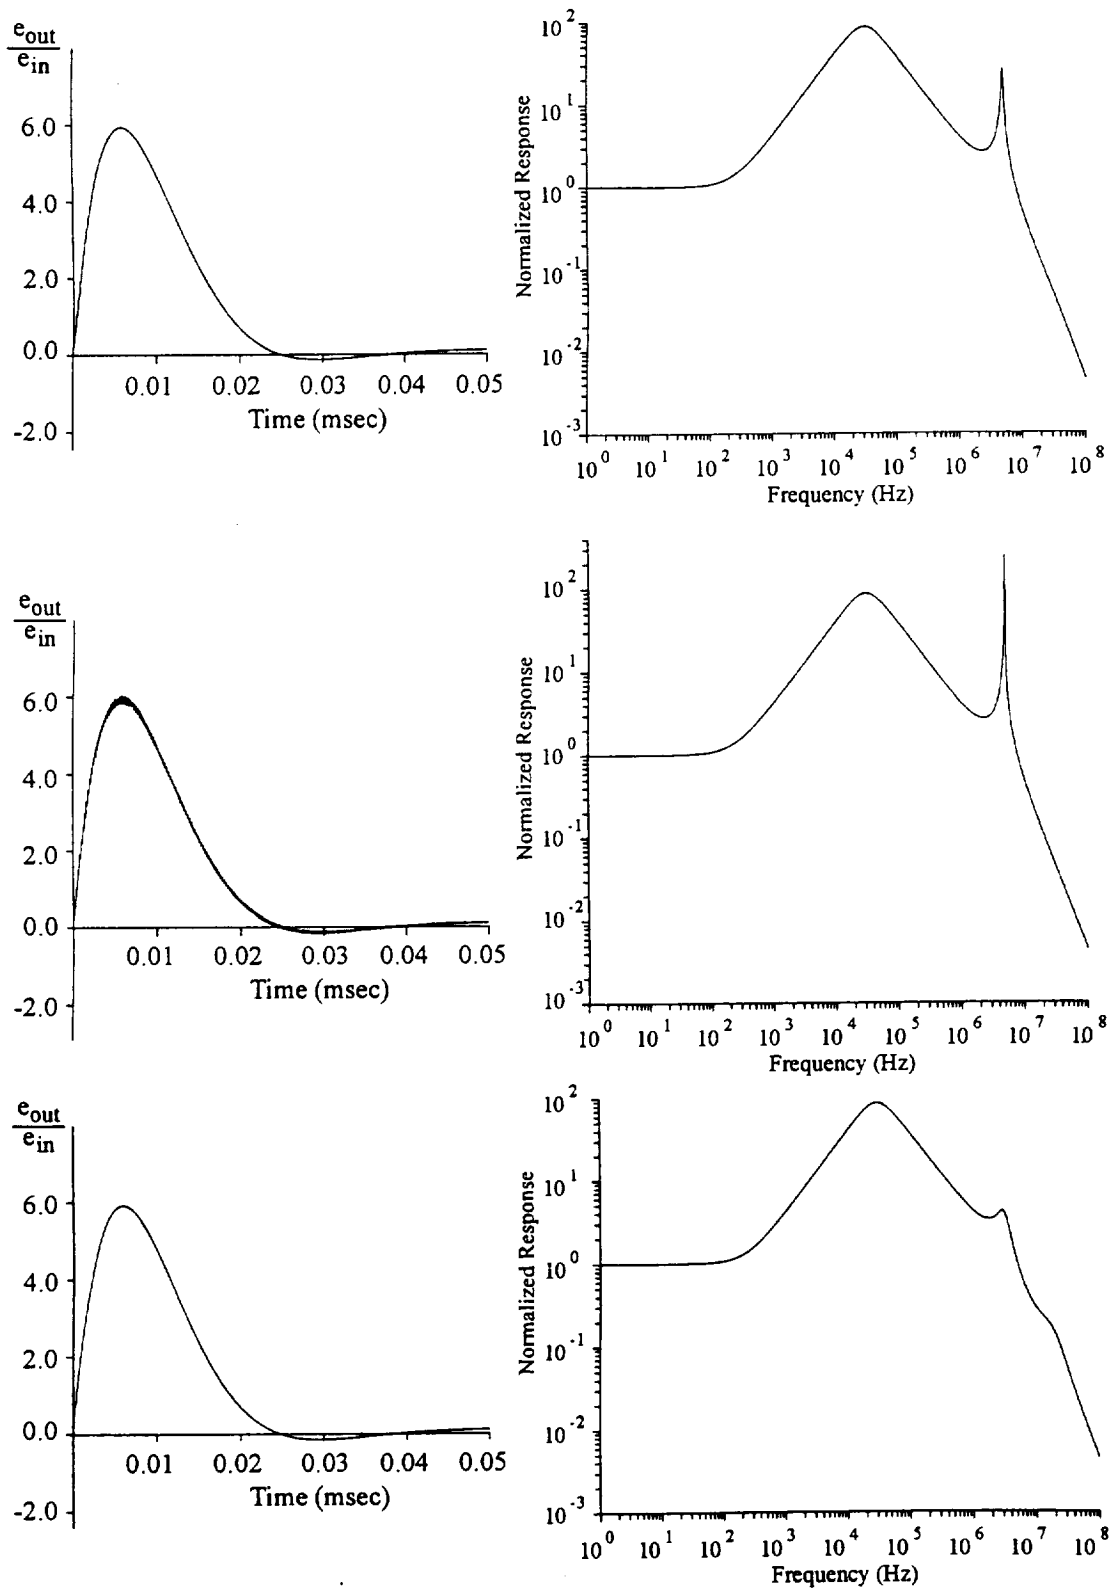 e_out
e_in
6.0
4.0
2.0
0.0
-2.0
0.01 0.02 0.03 0.04 0.05
Time (msec)
Normalized Response
10^2
10^1
10^0
10^-1
10^-2
10^-3
10^0 10^1 10^2 10^3 10^4 10^5 10^6 10^7 10^8
Frequency (Hz)
e_out
e_in
6.0
4.0
2.0
0.0
-2.0
0.01 0.02 0.03 0.04 0.05
Time (msec)
Normalized Response
10^2
10^1
10^0
10^-1
10^-2
10^-3
10^0 10^1 10^2 10^3 10^4 10^5 10^6 10^7 10^8
Frequency (Hz)
e_out
e_in
6.0
4.0
2.0
0.0
-2.0
0.01 0.02 0.03 0.04 0.05
Time (msec)
Normalized Response
10^2
10^1
10^0
10^-1
10^-2
10^-3
10^0 10^1 10^2 10^3 10^4 10^5 10^6 10^7 10^8
Frequency (Hz)